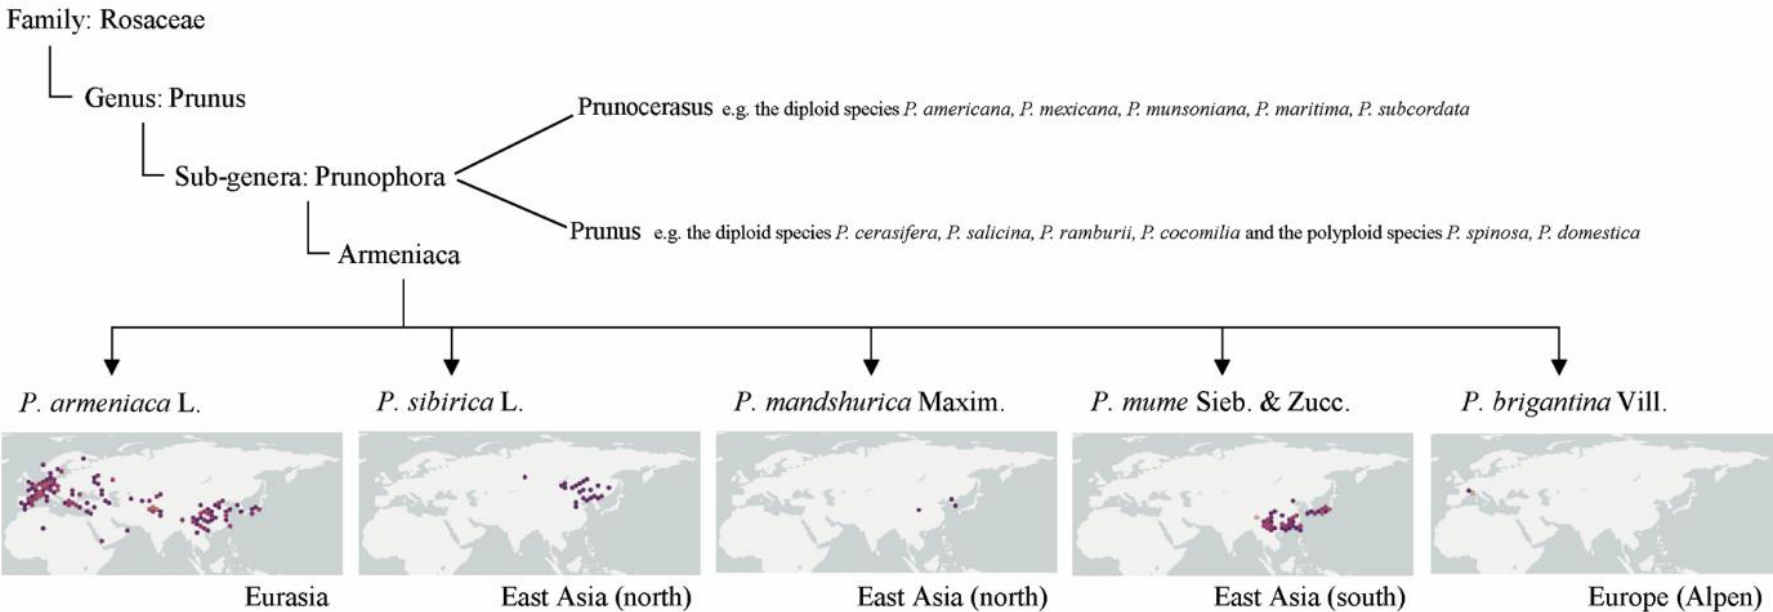 Family: Rosaceae
Genus: Prunus
Prunocerasus e.g. the diploid species P. americana, P. mexicana, P. munsoniana, P. maritima, P. subcordata
Sub-genera: Prunophora
Prunus e.g. the diploid species P. cerasifera, P. salicina, P. ramburii, P. cocomilia and the polyploid species P. spinosa, P. domestica
Armeniaca
P. armeniaca L.
P. sibirica L.
P. mandshurica Maxim.
P. mume Sieb. & Zucc.
P. brigantina Vill.
Eurasia
East Asia (north)
East Asia (north)
East Asia (south)
Europe (Alpen)